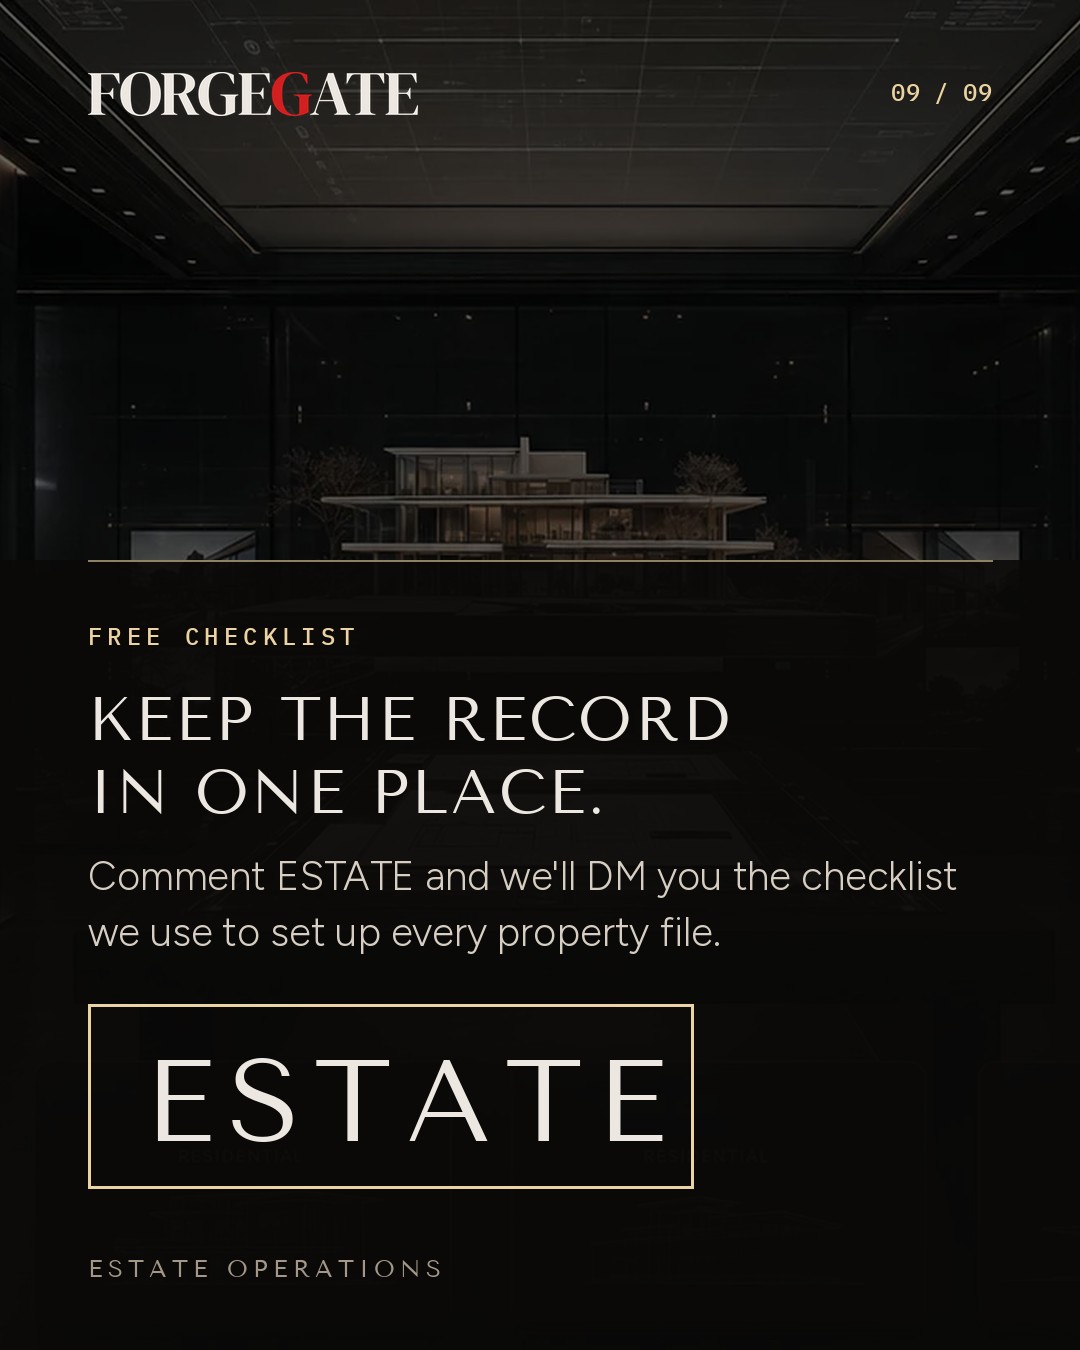 FORGEGATE
09 / 09
FREE CHECKLIST
KEEP THE RECORD
IN ONE PLACE.
Comment ESTATE and we'll DM you the checklist
we use to set up every property file.
ESTATE
ESTATE OPERATIONS